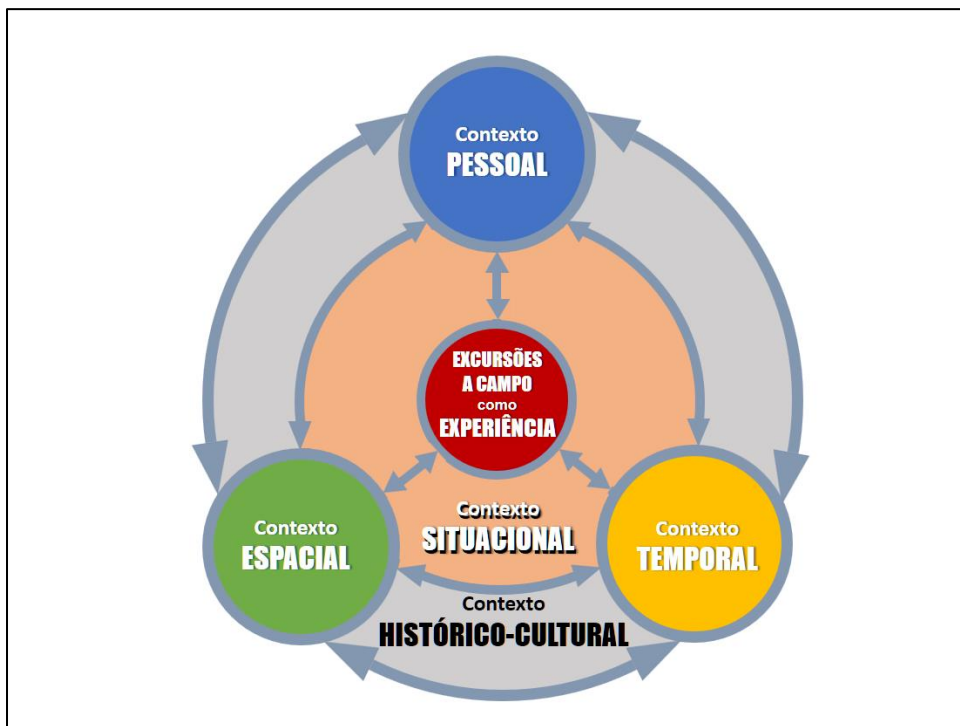 Contexto
PESSOAL
EXCURSÕES
A CAMPO
como
EXPERIÊNCIA
Contexto
ESPACIAL
Contexto
SITUACIONAL
Contexto
TEMPORAL
Contexto
HISTÓRICO-CULTURAL